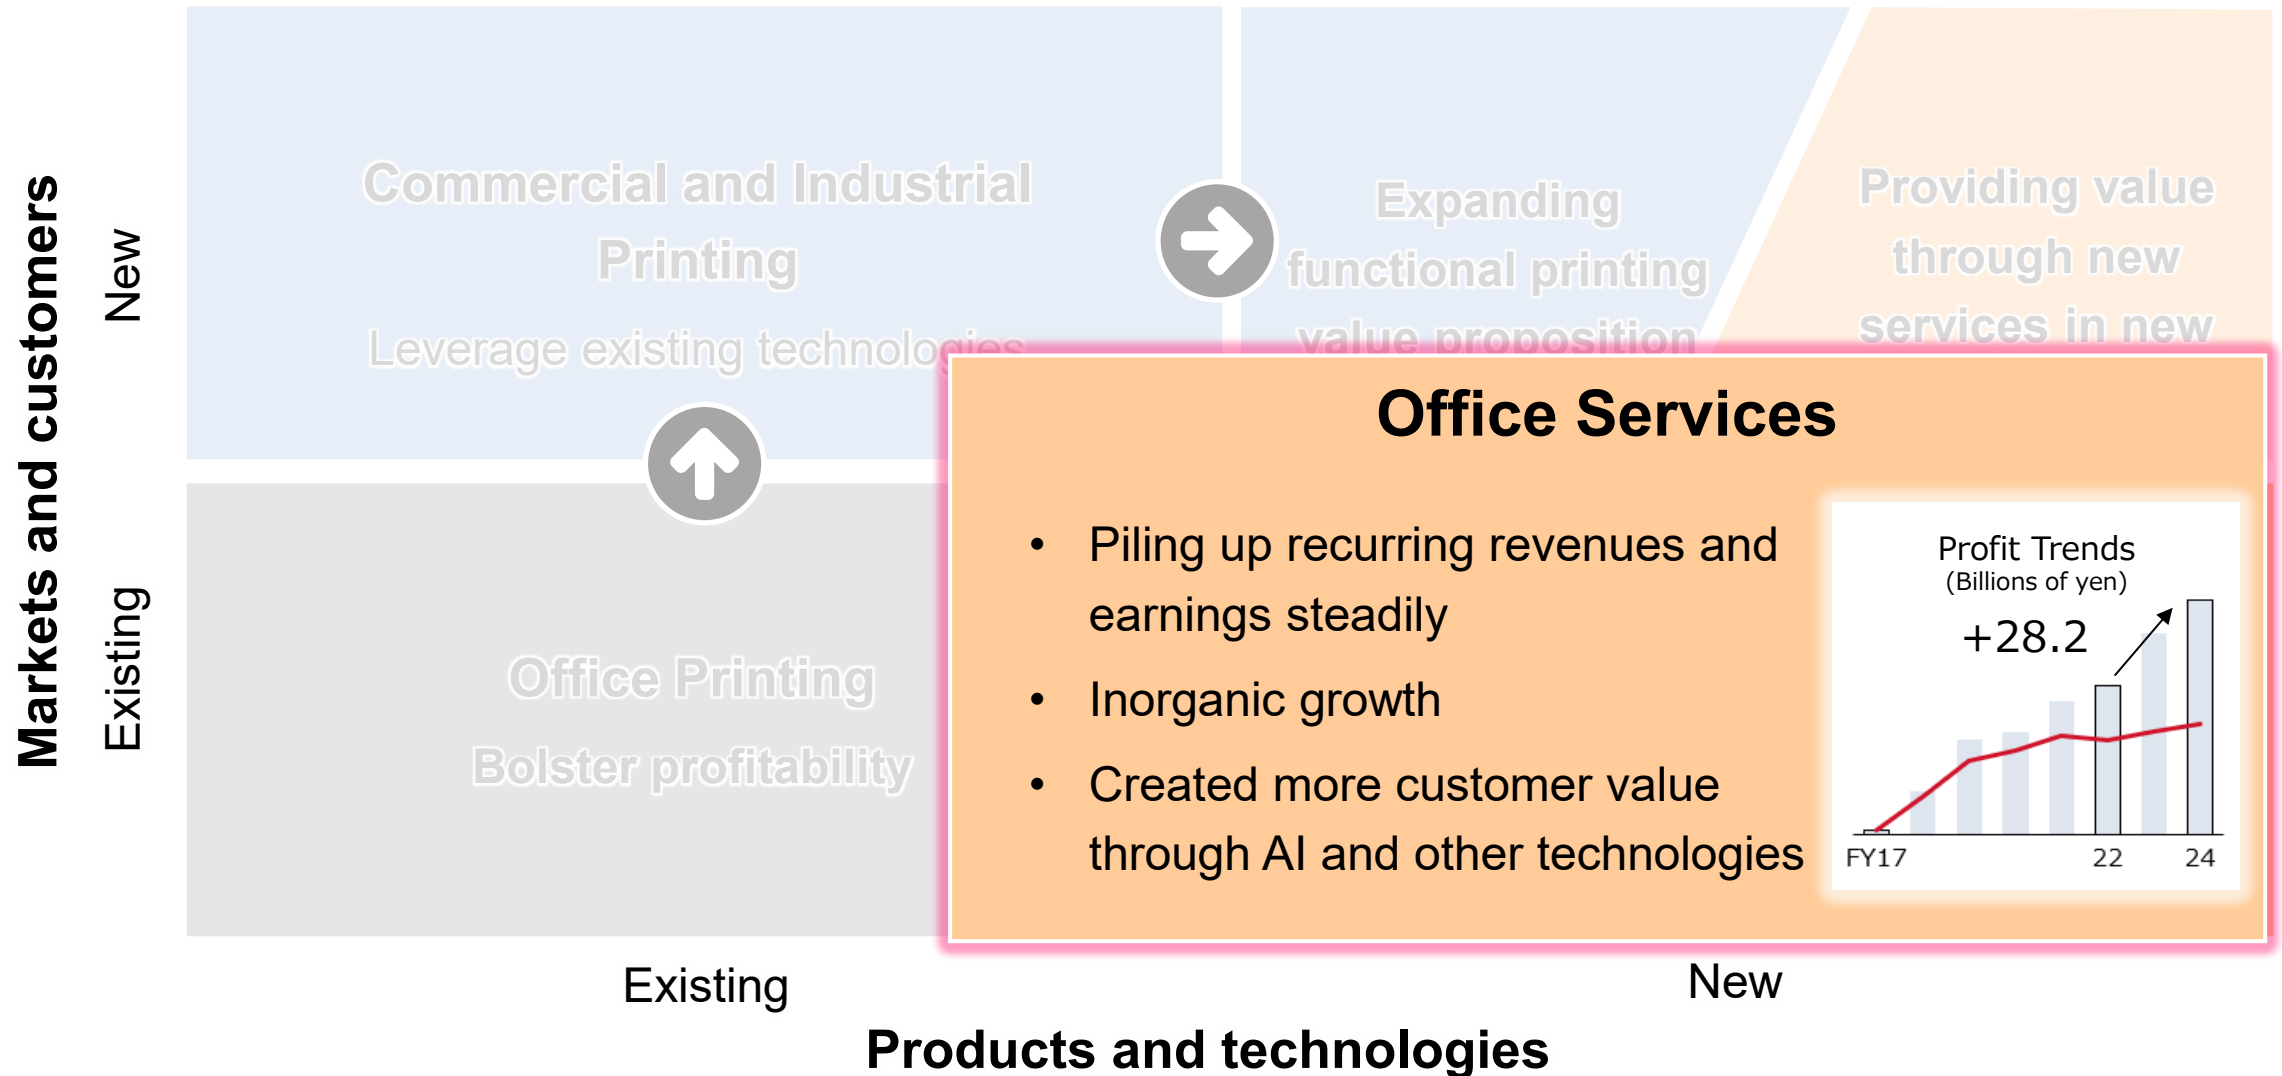 Markets and customers
New
Existing
Commercial and Industrial
Printing
Leverage existing technologies
Expanding
functional printing
value proposition
Providing value
through new
services in new
Office Printing
Bolster profitability
Office Services
• Piling up recurring revenues and
earnings steadily
• Inorganic growth
• Created more customer value
through AI and other technologies
Profit Trends
(Billions of yen)
+28.2
FY17
22
24
Existing
New
Products and technologies